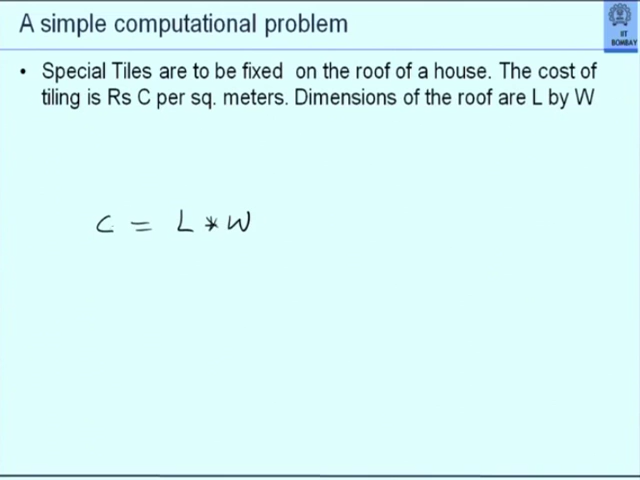 A simple computational problem
IIT
BOMBAY
• Special Tiles are to be fixed on the roof of a house. The cost of
tiling is Rs C per sq. meters. Dimensions of the roof are L by W
C = L * W